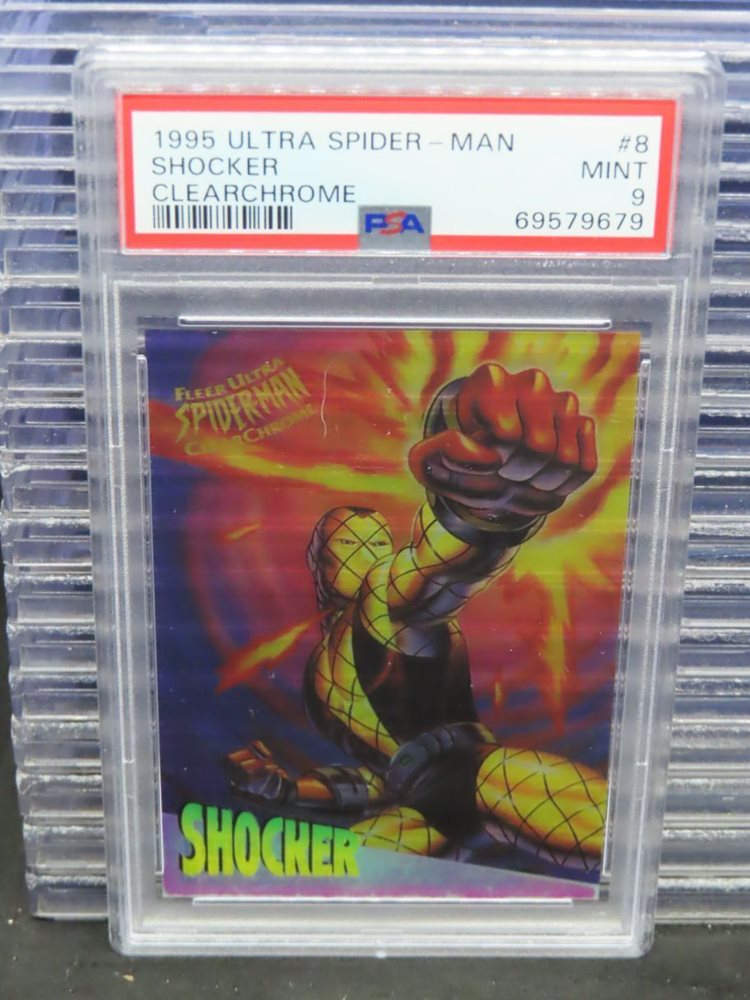 1995 ULTRA SPIDER-MAN #8
SHOCKER MINT
CLEARCHROME 9
PSA 69579679
FLEER ULTRA
SPIDER-MAN
CLEARCHROME
SHOCKER